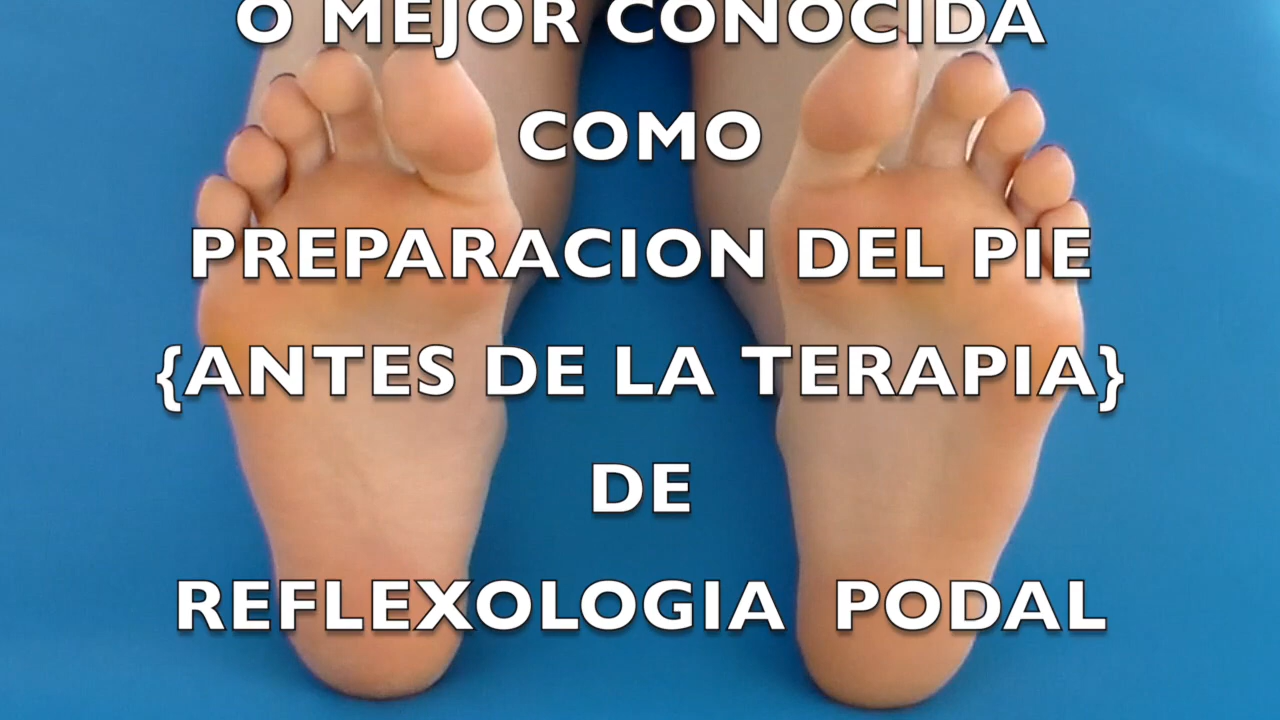 O MEJOR CONOCIDA
COMO
PREPARACION DEL PIE
{ANTES DE LA TERAPIA}
DE
REFLEXOLOGIA PODAL